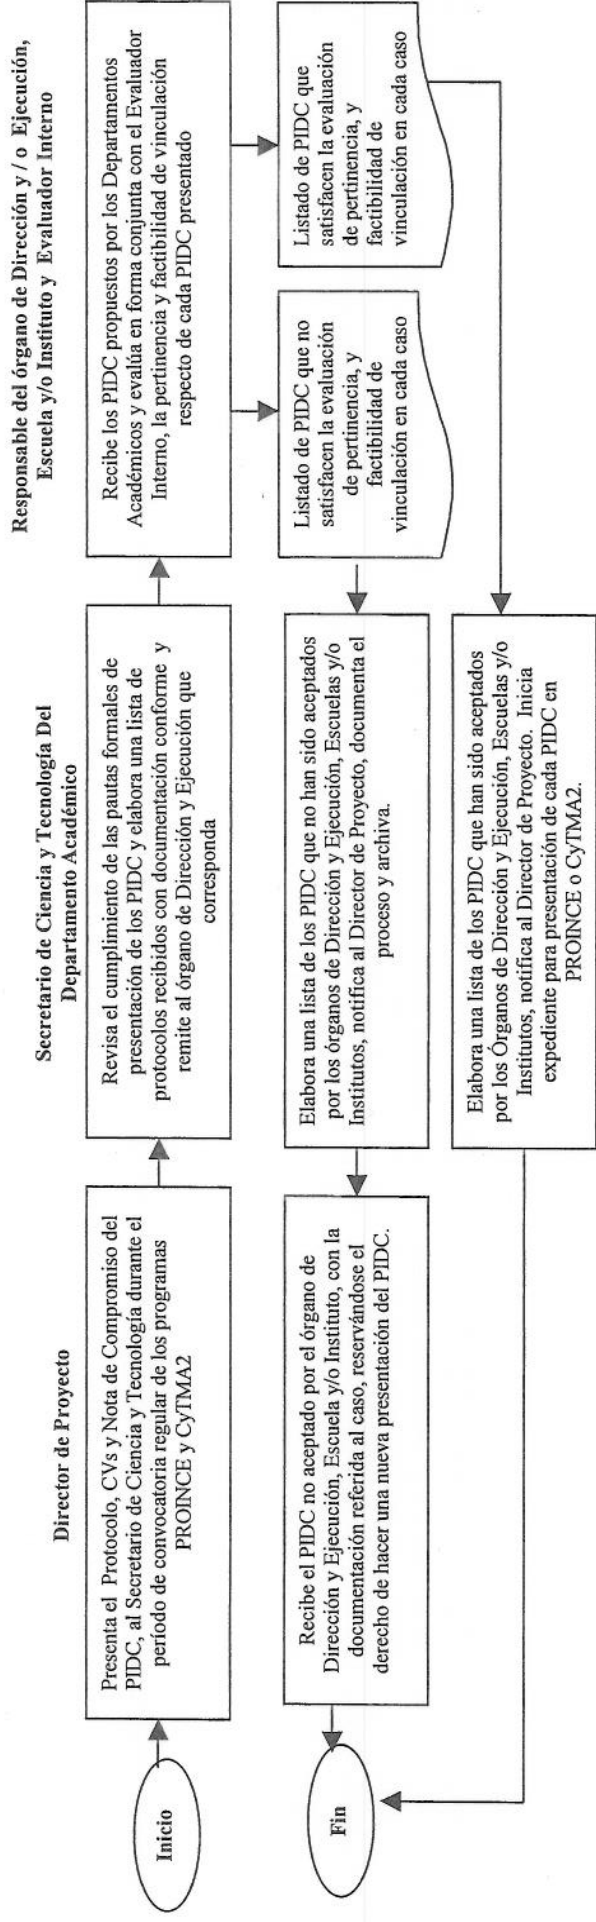 Director de Proyecto
Secretario de Ciencia y Tecnología Del
Departamento Académico
Responsable del órgano de Dirección y / o Ejecución,
Escuela y/o Instituto y Evaluador Interno
Inicio
Presenta el Protocolo, CVs y Nota de Compromiso del
PIDC, al Secretario de Ciencia y Tecnología durante el
período de convocatoria regular de los programas
PROINCE y CyTMA2
Revisa el cumplimiento de las pautas formales de
presentación de los PIDC y elabora una lista de
protocolos recibidos con documentación conforme y
remite al órgano de Dirección y Ejecución que
corresponda
Recibe los PIDC propuestos por los Departamentos
Académicos y evalúa en forma conjunta con el Evaluador
Interno, la pertinencia y factibilidad de vinculación
respecto de cada PIDC presentado
Fin
Recibe el PIDC no aceptado por el órgano de
Dirección y Ejecución, Escuela y/o Instituto, con la
documentación referida al caso, reservándose el
derecho de hacer una nueva presentación del PIDC.
Elabora una lista de los PIDC que no han sido aceptados
por los órganos de Dirección y Ejecución, Escuelas y/o
Institutos, notifica al Director de Proyecto, documenta el
proceso y archiva.
Listado de PIDC que no
satisfacen la evaluación
de pertinencia, y
factibilidad de
vinculación en cada caso
Listado de PIDC que
satisfacen la evaluación
de pertinencia, y
factibilidad de
vinculación en cada caso
Elabora una lista de los PIDC que han sido aceptados
por los Órganos de Dirección y Ejecución, Escuelas y/o
Institutos, notifica al Director de Proyecto. Inicia
expediente para presentación de cada PIDC en
PROINCE o CyTMA2.